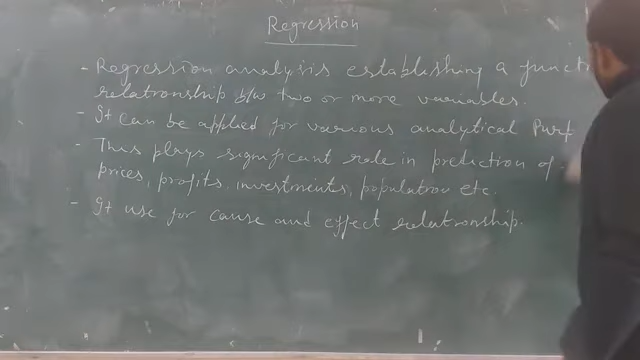 Regression
- Regression analysis establishing a functi
relationship b/w two or more variables.
- It can be applied for various analytical Purp
- This plays significant role in prediction of
prices, profits, investments, population etc.
- It use for cause and effect relationship.